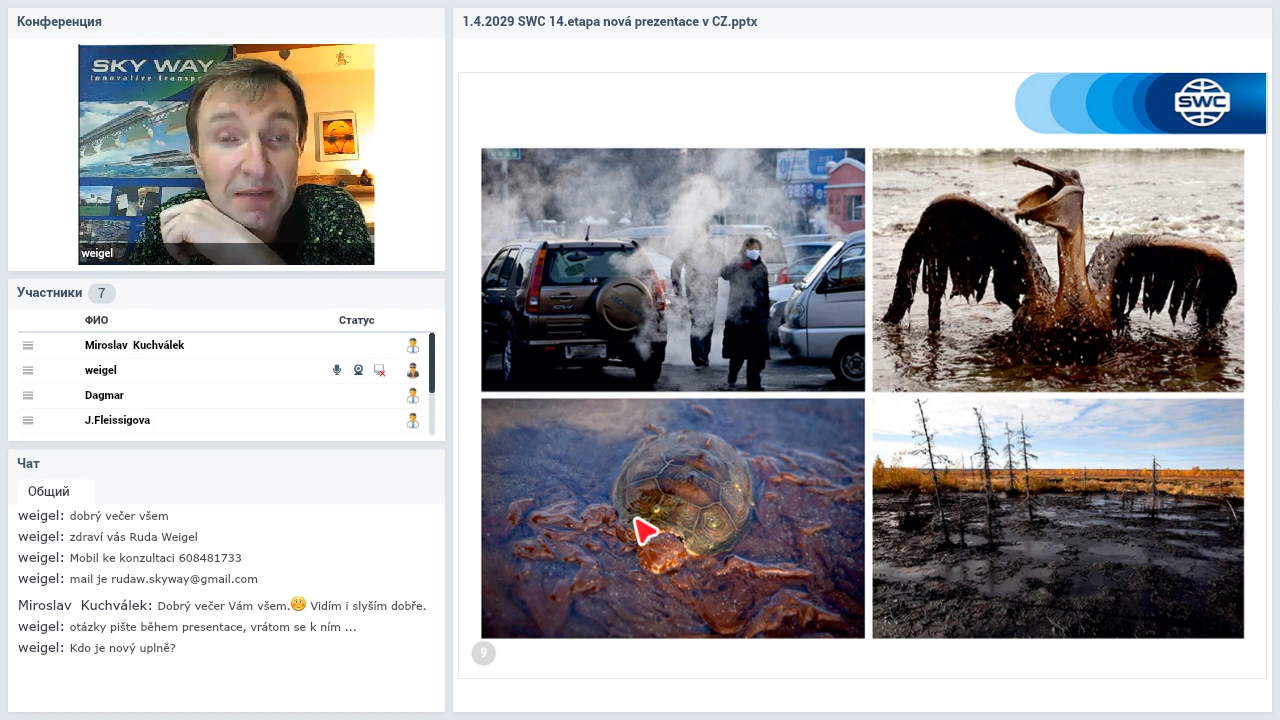 Конференция
SKY WAY
Innovative Transp
weigel
Участники 7
ФИО Статус
Miroslav Kuchválek
weigel
Dagmar
J.Fleissigova
Чат
Общий
weigel: dobrý večer všem
weigel: zdraví vás Ruda Weigel
weigel: Mobil ke konzultaci 608481733
weigel: mail je rudaw.skyway@gmail.com
Miroslav Kuchválek: Dobrý večer Vám všem. Vidím i slyším dobře.
weigel: otázky pište během presentace, vrátom se k ním ...
weigel: Kdo je nový uplně?
1.4.2029 SWC 14.etapa nová prezentace v CZ.pptx
SWC
9